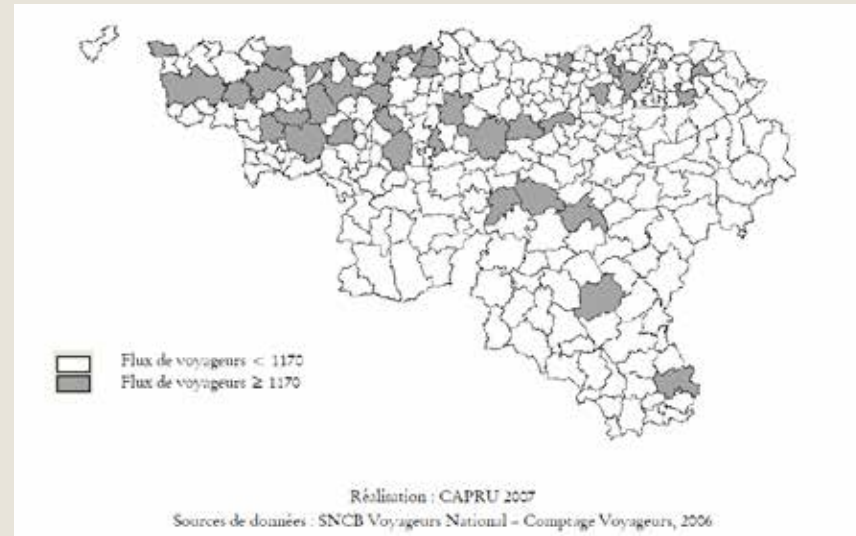 Flux de voyageurs < 1170
Flux de voyageurs ≥ 1170
Réalisation : CAPRU 2007
Sources de données : SNCB Voyageurs National – Comptage Voyageurs, 2006